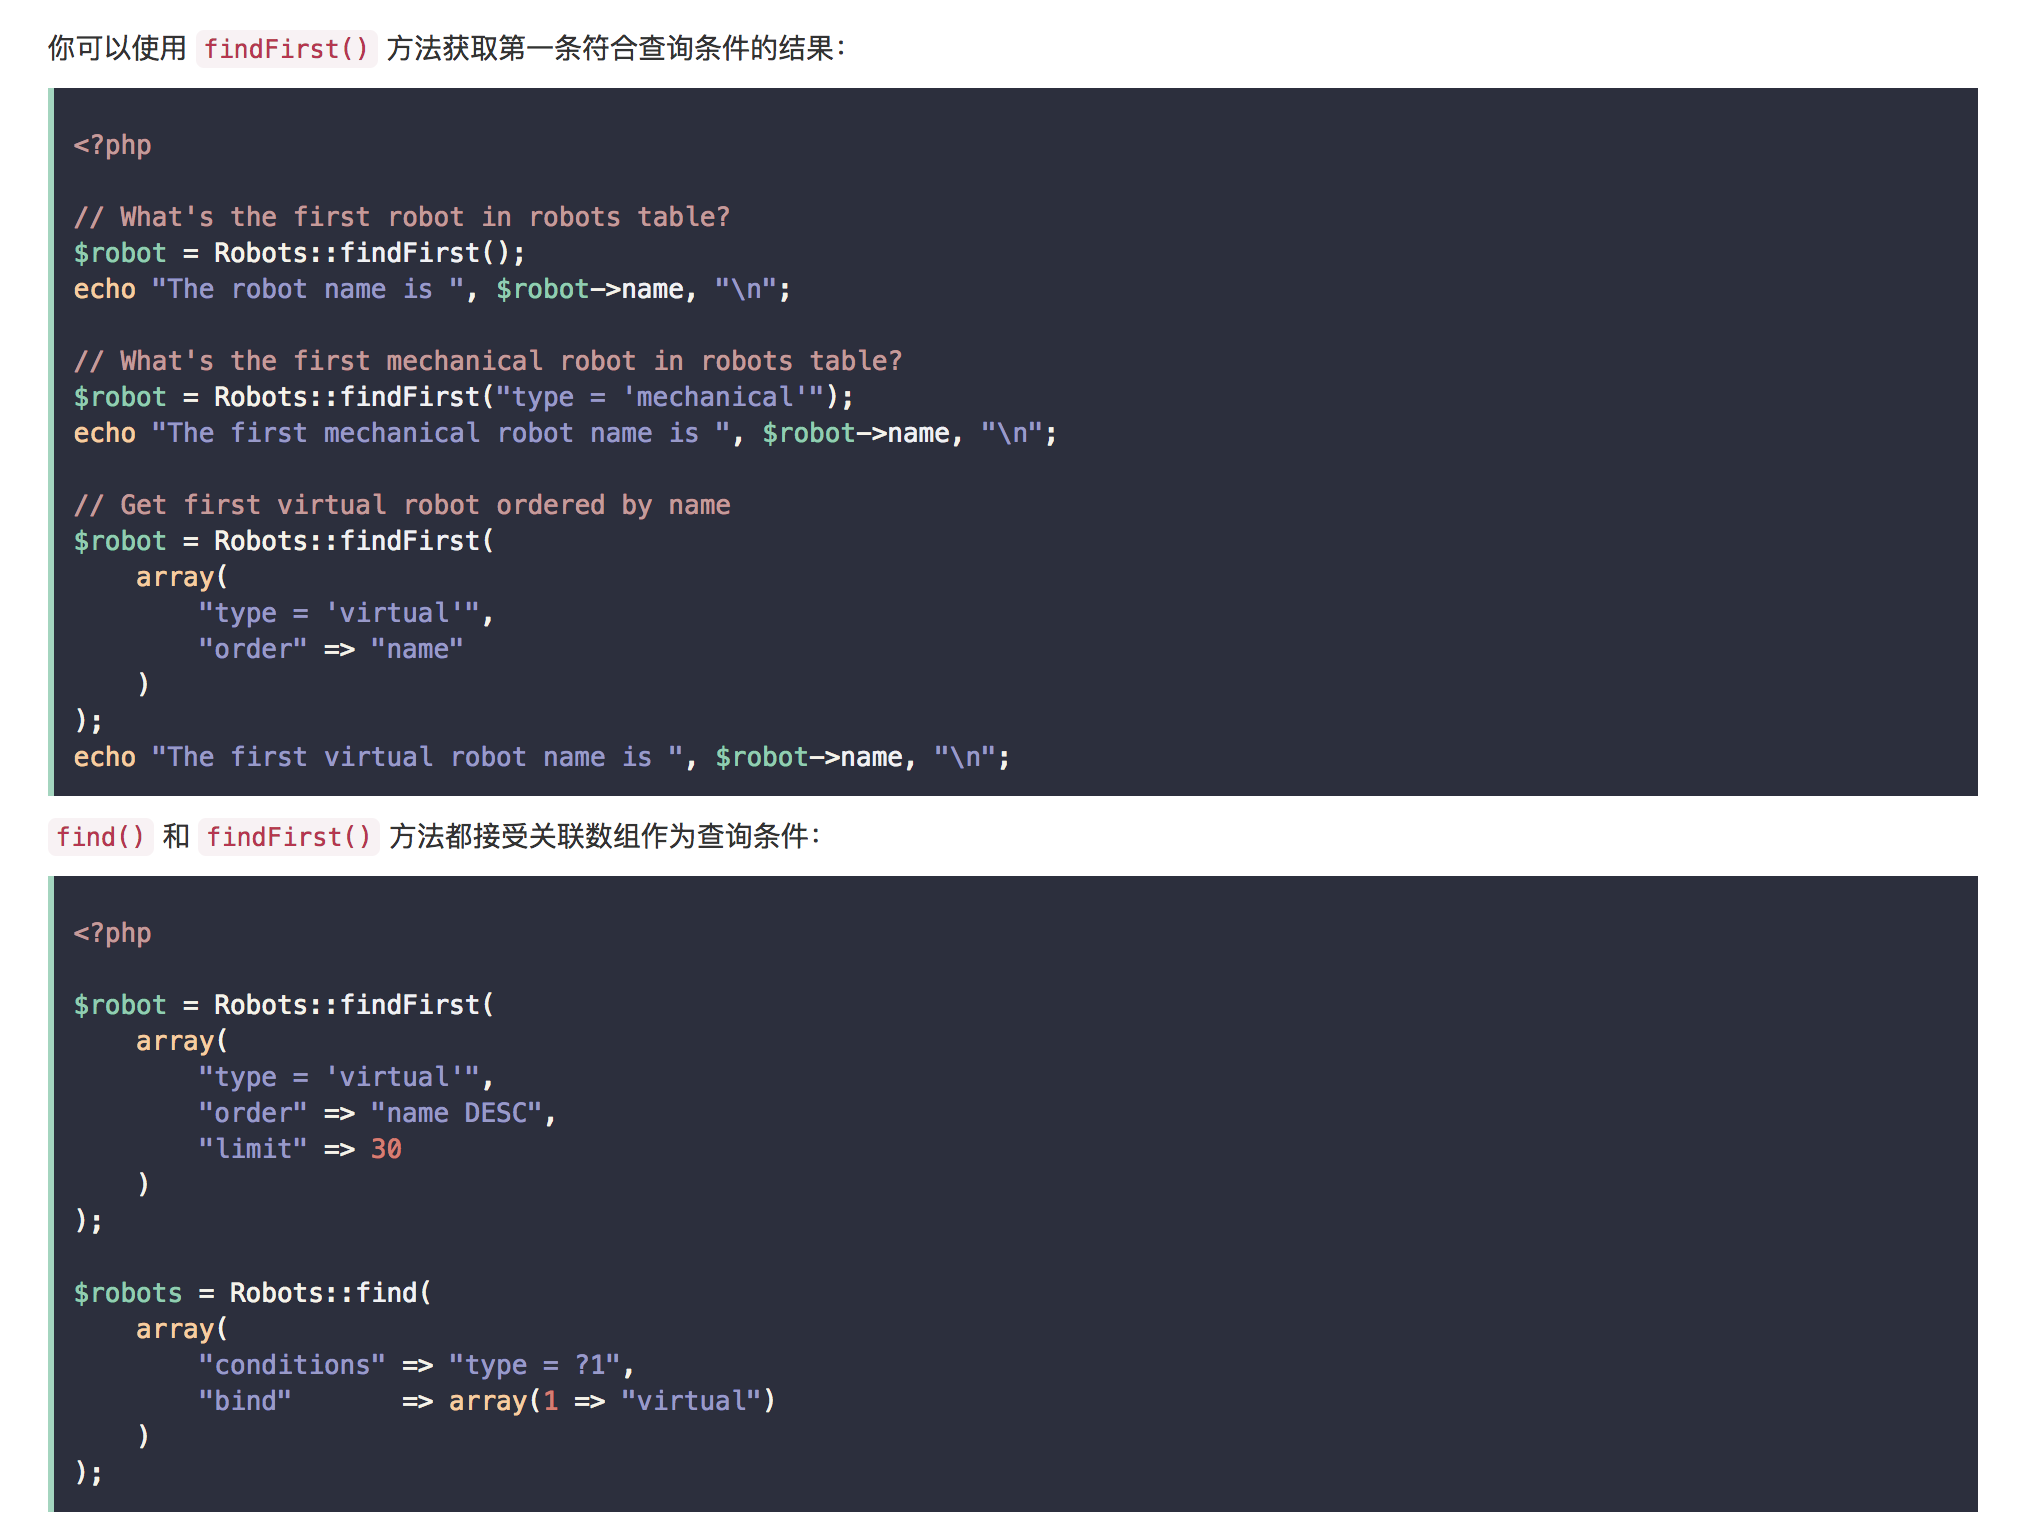 你可以使用 findFirst() 方法获取第一条符合查询条件的结果：
<?php
// What's the first robot in robots table?
$robot = Robots::findFirst();
echo "The robot name is ", $robot->name, "\n";
// What's the first mechanical robot in robots table?
$robot = Robots::findFirst("type = 'mechanical'");
echo "The first mechanical robot name is ", $robot->name, "\n";
// Get first virtual robot ordered by name
$robot = Robots::findFirst(
    array(
        "type = 'virtual'",
        "order" => "name"
    )
);
echo "The first virtual robot name is ", $robot->name, "\n";
find() 和 findFirst() 方法都接受关联数组作为查询条件：
<?php
$robot = Robots::findFirst(
    array(
        "type = 'virtual'",
        "order" => "name DESC",
        "limit" => 30
    )
);
$robots = Robots::find(
    array(
        "conditions" => "type = ?1",
        "bind"       => array(1 => "virtual")
    )
);